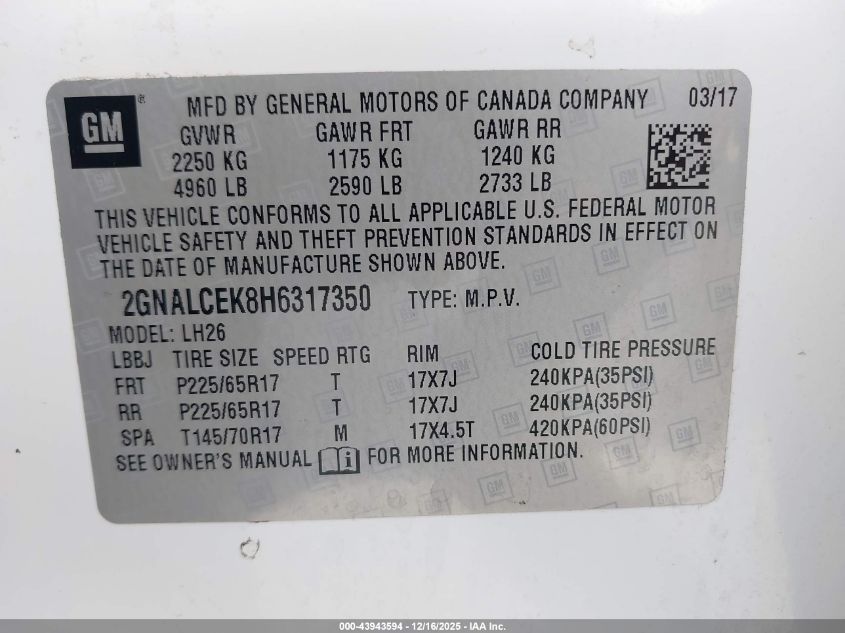 GM ® MFD BY GENERAL MOTORS OF CANADA COMPANY 03/17
GVWR GAWR FRT GAWR RR
2250 KG 1175 KG 1240 KG
4960 LB 2590 LB 2733 LB
THIS VEHICLE CONFORMS TO ALL APPLICABLE U.S. FEDERAL MOTOR
VEHICLE SAFETY AND THEFT PREVENTION STANDARDS IN EFFECT ON
THE DATE OF MANUFACTURE SHOWN ABOVE.
2GNALCEK8H6317350 TYPE: M.P.V.
MODEL: LH26
LBBJ TIRE SIZE SPEED RTG RIM COLD TIRE PRESSURE
FRT P225/65R17 T 17X7J 240KPA(35PSI)
RR P225/65R17 T 17X7J 240KPA(35PSI)
SPA T145/70R17 M 17X4.5T 420KPA(60PSI)
SEE OWNER'S MANUAL i FOR MORE INFORMATION.
000-43943594 - 12/16/2025 - IAA Inc.